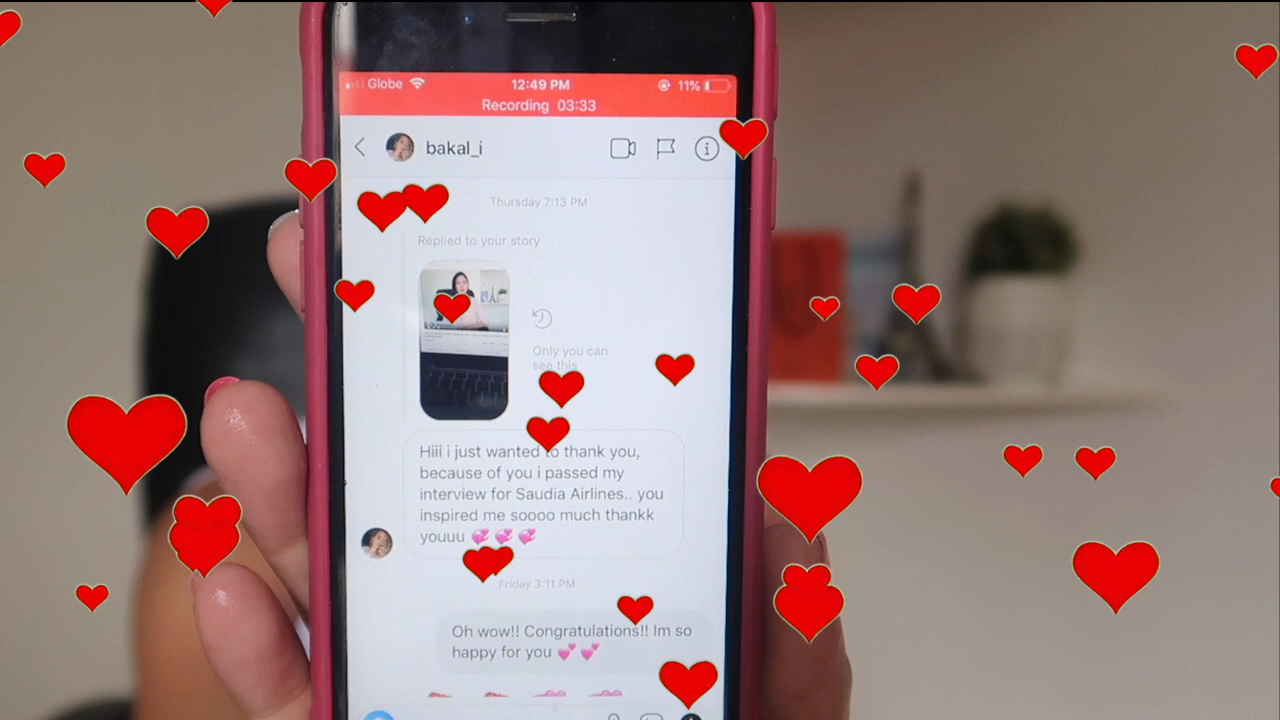 Globe 12:49 PM 11%
Recording 03:33
bakal_i
Thursday 7:13 PM
Replied to your story
Only you can
see this
Hiii i just wanted to thank you,
because of you i passed my
interview for Saudia Airlines.. you
inspired me soooo much thankk
youuu 💞 💞 💞
Friday 3:11 PM
Oh wow!! Congratulations!! Im so
happy for you 💕 💕